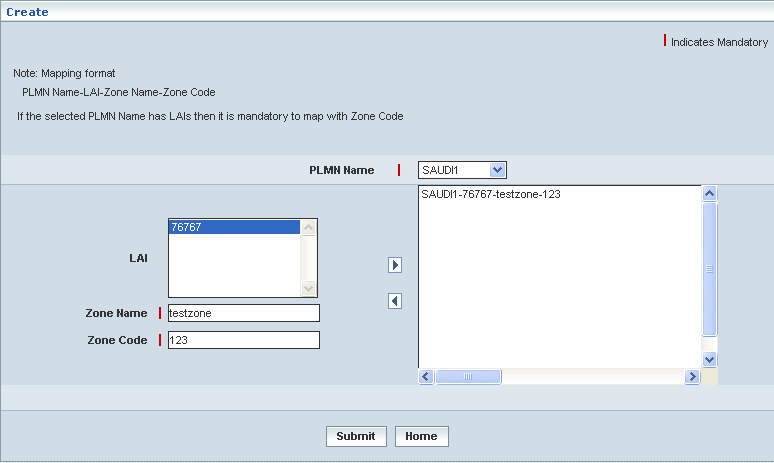 Create
Indicates Mandatory
Note: Mapping format
PLMN Name-LAI-Zone Name-Zone Code
If the selected PLMN Name has LAIs then it is mandatory to map with Zone Code
PLMN Name SAUDI1
SAUDI1-76767-testzone-123
76767
LAI
Zone Name testzone
Zone Code 123
Submit Home